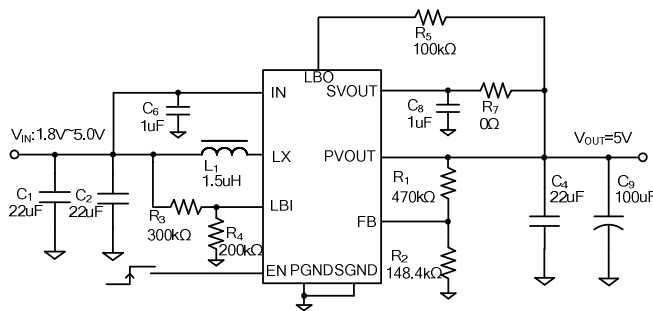 R5
100kΩ
LBO
IN
SVOUT
C6
1uF
C8
1uF
R7
0Ω
VIN:1.8V~5.0V
VOUT=5V
LX
PVOUT
L1
1.5uH
C1
22uF
C2
22uF
R1
470kΩ
C4
22uF
C9
100uF
LBI
R3
300kΩ
R4
200kΩ
FB
R2
148.4kΩ
EN
PGND
SGND